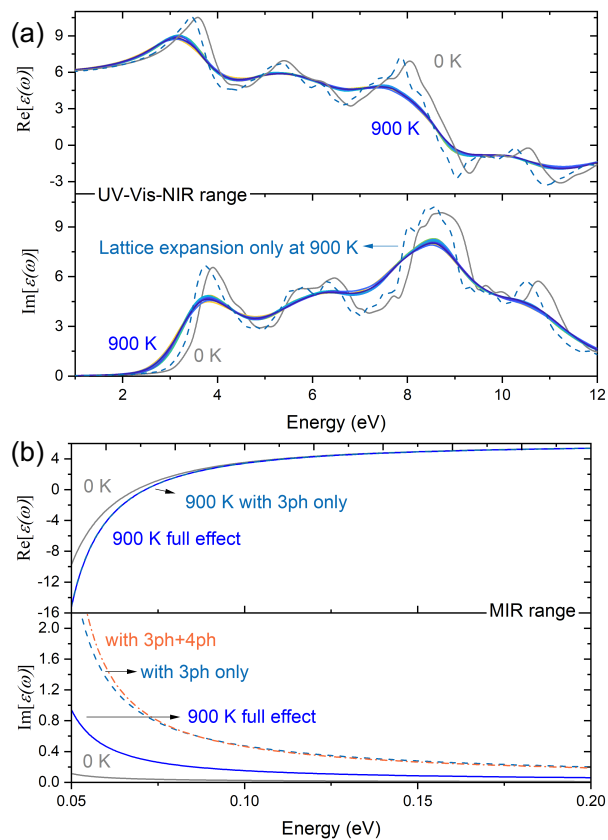 (a)
9
6
3
0
-3
Re[ε(ω)]
0 K
900 K
UV-Vis-NIR range
9
6
3
0
Im[ε(ω)]
Lattice expansion only at 900 K
900 K
0 K
2 4 6 8 10 12
Energy (eV)
(b)
4
0
-4
-8
-12
-16
Re[ε(ω)]
0 K
900 K with 3ph only
900 K full effect
MIR range
2.0
1.6
1.2
0.8
0.4
0.0
Im[ε(ω)]
with 3ph+4ph
with 3ph only
900 K full effect
0 K
0.05 0.10 0.15 0.20
Energy (eV)